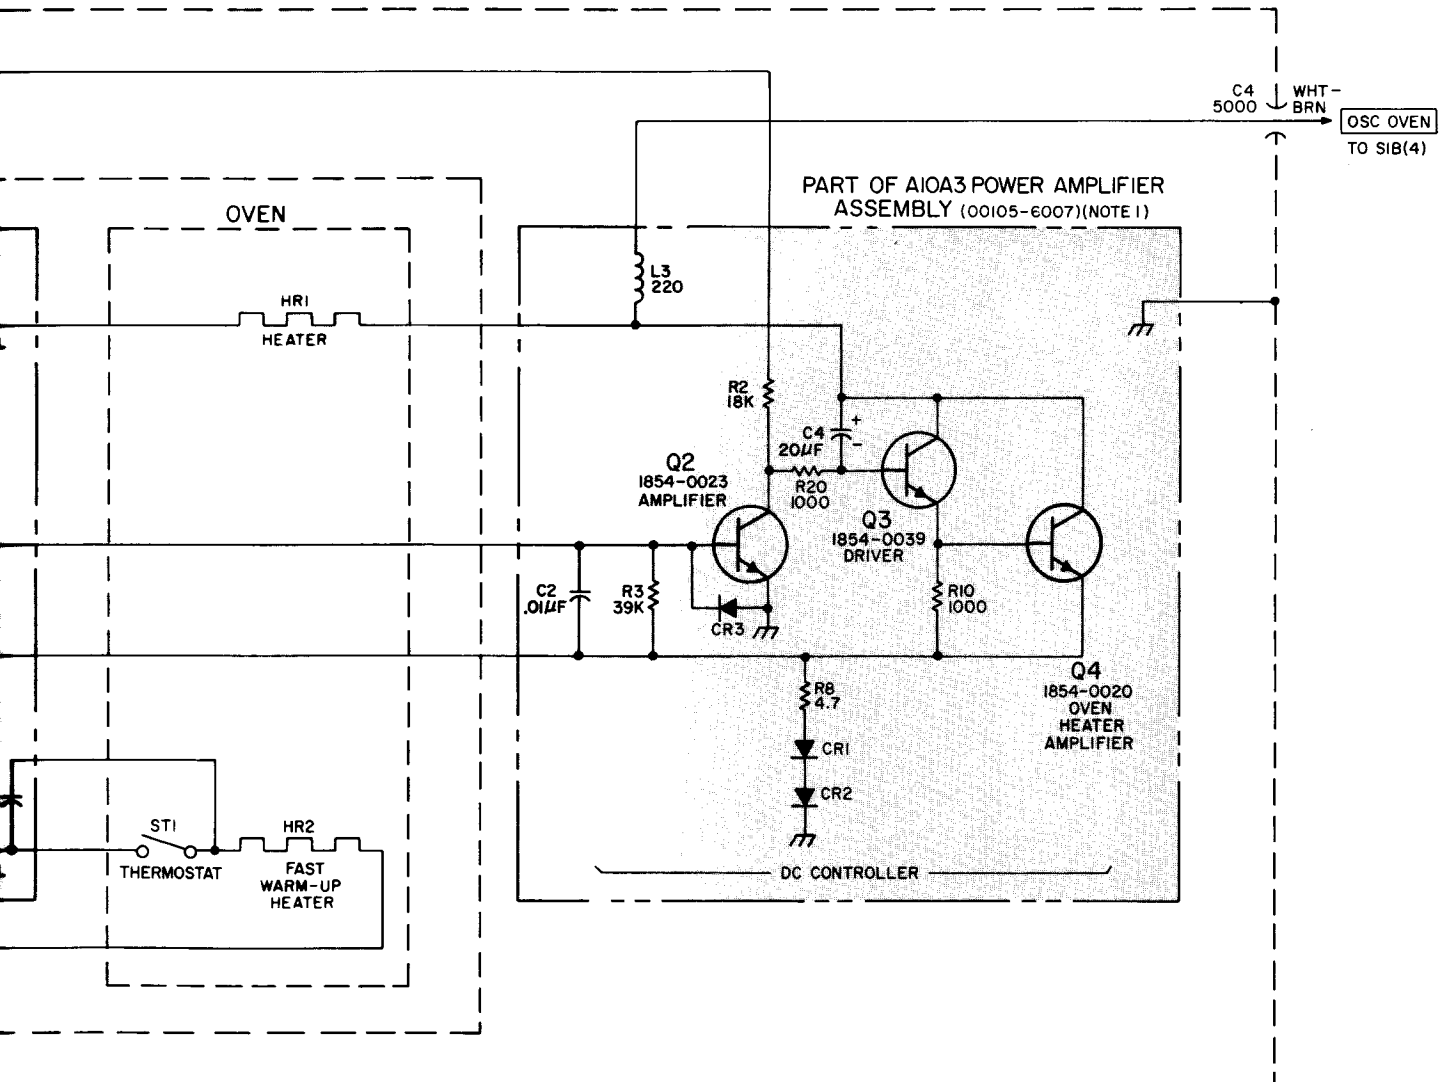 C4
5000
WHT-
BRN
OSC OVEN
TO S1B(4)
PART OF A10A3 POWER AMPLIFIER
ASSEMBLY (00105-6007)(NOTE 1)
OVEN
L3
220
HR1
HEATER
R2
18K
C4
20µF
+
-
Q2
1854-0023
AMPLIFIER
R20
1000
Q3
1854-0039
DRIVER
C2
.01µF
R3
39K
CR3
R10
1000
R8
4.7
Q4
1854-0020
OVEN
HEATER
AMPLIFIER
CR1
CR2
ST1
THERMOSTAT
HR2
FAST
WARM-UP
HEATER
DC CONTROLLER